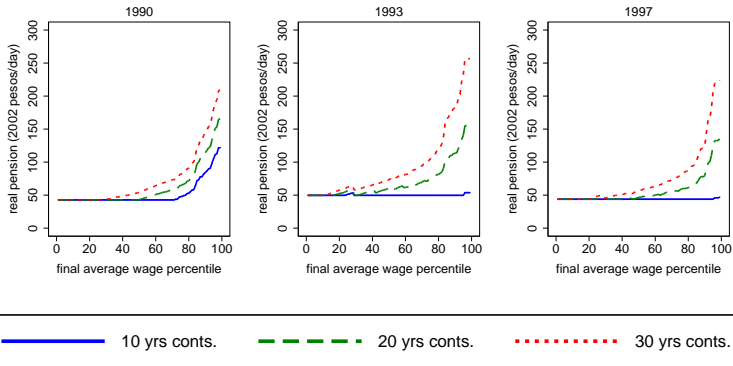 1990
real pension (2002 pesos/day)
0 50 100 150 200 250 300
0 20 40 60 80 100
final average wage percentile
1993
real pension (2002 pesos/day)
0 50 100 150 200 250 300
0 20 40 60 80 100
final average wage percentile
1997
real pension (2002 pesos/day)
0 50 100 150 200 250 300
0 20 40 60 80 100
final average wage percentile
10 yrs conts. 20 yrs conts. 30 yrs conts.